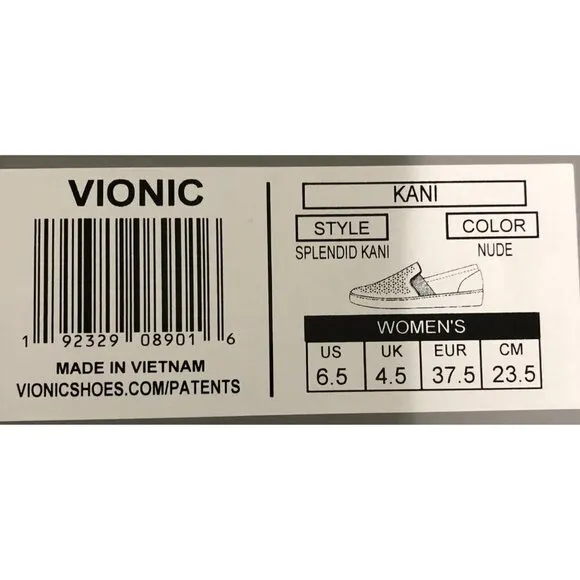 VIONIC
1 92329 08901 6
MADE IN VIETNAM
VIONICSHOES.COM/PATENTS
KANI
STYLE COLOR
SPLENDID KANI NUDE
WOMEN'S
US UK EUR CM
6.5 4.5 37.5 23.5